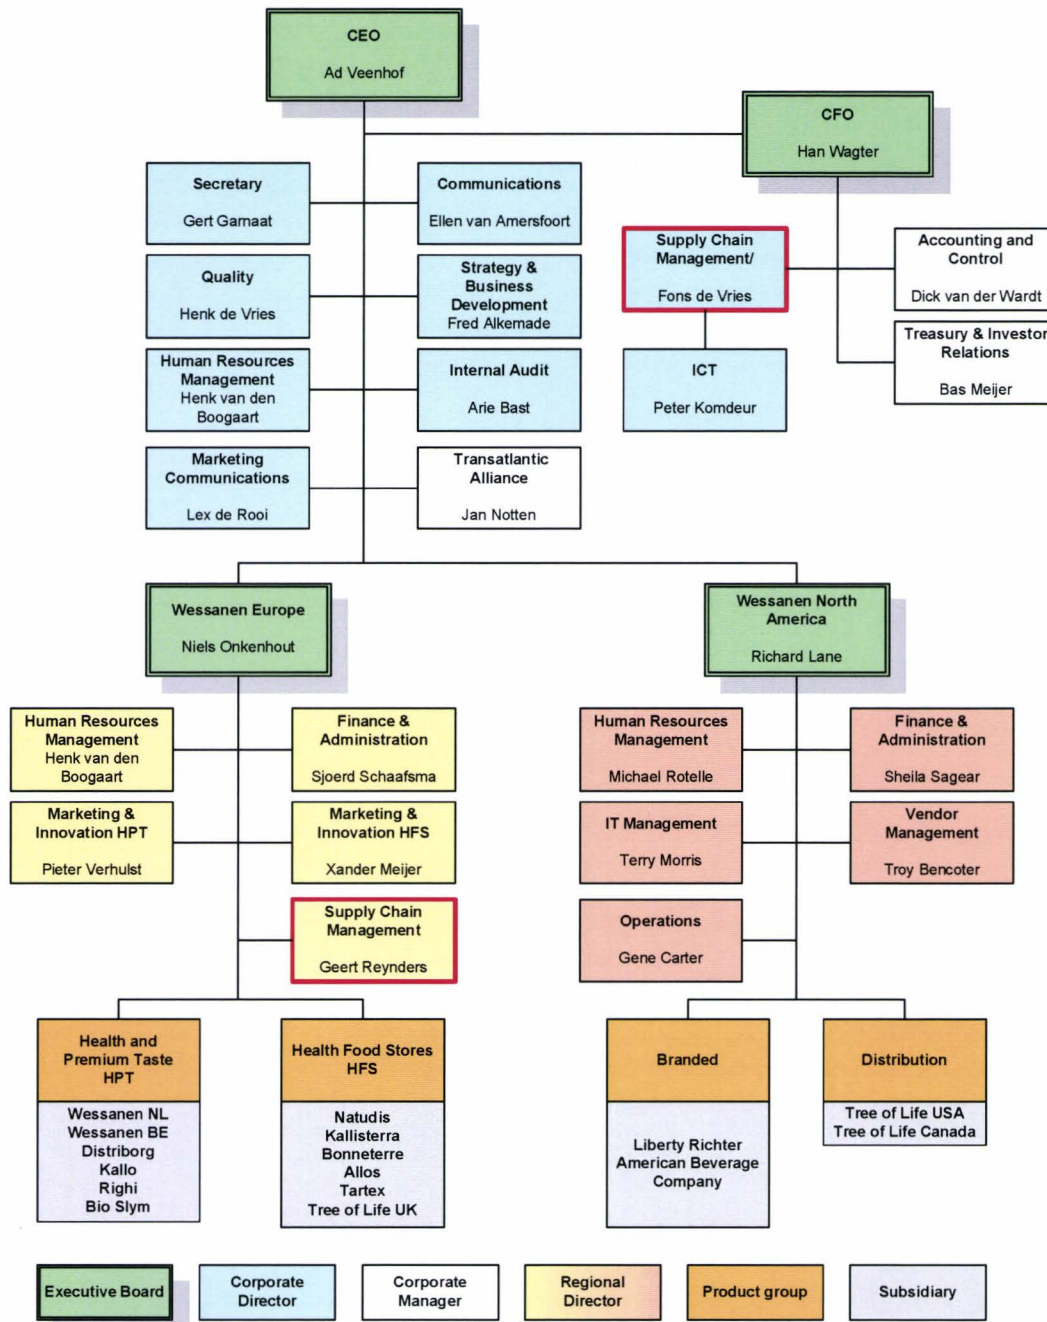 CEO
Ad Veenhof
CFO
Han Wagter
Secretary
Gert Garnaat
Communications
Ellen van Amersfoort
Supply Chain
Management/
Fons de Vries
Accounting and
Control
Dick van der Wardt
Quality
Henk de Vries
Strategy &
Business
Development
Fred Alkemade
Treasury & Investor
Relations
Bas Meijer
Human Resources
Management
Henk van den
Boogaart
Internal Audit
Arie Bast
ICT
Peter Komdeur
Marketing
Communications
Lex de Rooi
Transatlantic
Alliance
Jan Notten
Wessanen Europe
Niels Onkenhout
Wessanen North
America
Richard Lane
Human Resources
Management
Henk van den
Boogaart
Finance &
Administration
Sjoerd Schaafsma
Human Resources
Management
Michael Rotelle
Finance &
Administration
Sheila Sagear
Marketing &
Innovation HPT
Pieter Verhulst
Marketing &
Innovation HFS
Xander Meijer
IT Management
Terry Morris
Vendor
Management
Troy Bencoter
Supply Chain
Management
Geert Reynders
Operations
Gene Carter
Health and
Premium Taste
HPT
Wessanen NL
Wessanen BE
Distriborg
Kallo
Righi
Bio Slym
Health Food Stores
HFS
Natudis
Kallisterra
Bonneterre
Allos
Tartex
Tree of Life UK
Branded
Liberty Richter
American Beverage
Company
Distribution
Tree of Life USA
Tree of Life Canada
Executive Board
Corporate
Director
Corporate
Manager
Regional
Director
Product group
Subsidiary